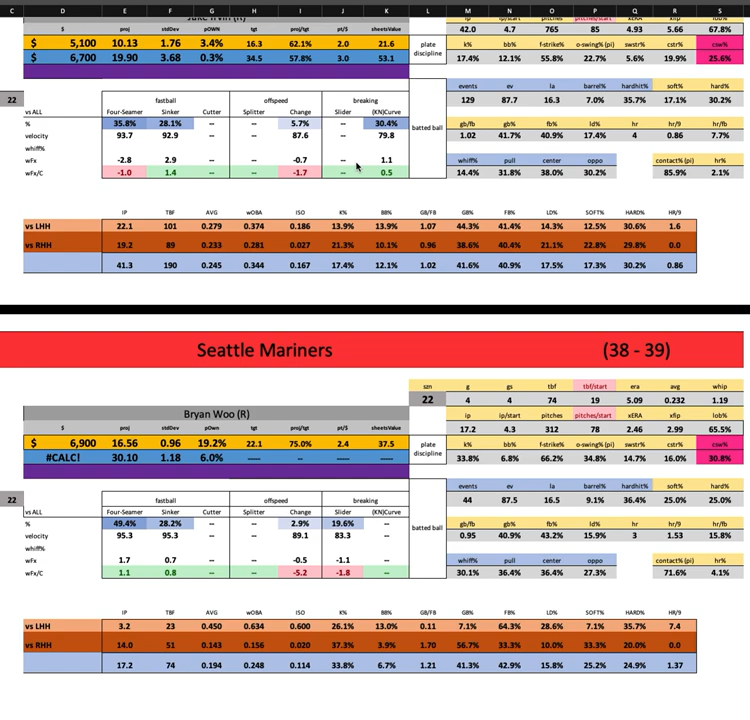 C D E F G H I J K L M N O P Q R S
Jake Irvin (R) ip ip/start pitches pitches/start xERA xfip lob%
$ proj stdDev pOWN tgt proj/tgt pt/$ sheetsValue 42.0 4.7 765 85 4.93 5.66 67.8%
$ 5,100 10.13 1.76 3.4% 16.3 62.1% 2.0 21.6 plate discipline k% bb% f-strike% o-swing% (pi) swstr% cstr% csw%
$ 6,700 19.90 3.68 0.3% 34.5 57.8% 3.0 53.1 17.4% 12.1% 55.8% 22.7% 5.6% 19.9% 25.6%
events ev la barrel% hardhit% soft% hard%
22 fastball offspeed breaking 129 87.7 16.3 7.0% 35.7% 17.1% 30.2%
vs ALL Four-Seamer Sinker Cutter Splitter Change Slider (KN)Curve
% 35.8% 28.1% -- -- 5.7% -- 30.4% batted ball gb/fb gb% fb% ld% hr hr/9 hr/fb
velocity 93.7 92.9 -- -- 87.6 -- 79.8 1.02 41.7% 40.9% 17.4% 4 0.86 7.7%
whiff%
wFx -2.8 2.9 -- -- -0.7 -- 1.1 whiff% pull center oppo contact% (pi) hr%
wFx/C -1.0 1.4 -- -- -1.7 -- 0.5 14.4% 31.8% 38.0% 30.2% 85.9% 2.1%
IP TBF AVG wOBA ISO K% BB% GB/FB GB% FB% LD% SOFT% HARD% HR/9
vs LHH 22.1 101 0.279 0.374 0.186 13.9% 13.9% 1.07 44.3% 41.4% 14.3% 12.5% 30.6% 1.6
vs RHH 19.2 89 0.233 0.281 0.027 21.3% 10.1% 0.96 38.6% 40.4% 21.1% 22.8% 29.8% 0.0
41.3 190 0.245 0.344 0.167 17.4% 12.1% 1.02 41.6% 40.9% 17.5% 17.3% 30.2% 0.86
Seattle Mariners (38 - 39)
szn g gs tbf tbf/start era avg whip
22 4 4 74 19 5.09 0.232 1.19
Bryan Woo (R) ip ip/start pitches pitches/start xERA xfip lob%
$ proj stdDev pOwn tgt proj/tgt pt/$ sheetsValue 17.2 4.3 312 78 2.46 2.99 65.5%
$ 6,900 16.56 0.96 19.2% 22.1 75.0% 2.4 37.5 plate discipline k% bb% f-strike% o-swing% (pi) swstr% cstr% csw%
#CALC! 30.10 1.18 6.0% ---- ---- -- ---- 33.8% 6.8% 66.2% 34.8% 14.7% 16.0% 30.8%
events ev la barrel% hardhit% soft% hard%
22 fastball offspeed breaking 44 87.5 16.5 9.1% 36.4% 25.0% 25.0%
vs ALL Four-Seamer Sinker Cutter Splitter Change Slider (KN)Curve
% 49.4% 28.2% -- -- 2.9% 19.6% -- batted ball gb/fb gb% fb% ld% hr hr/9 hr/fb
velocity 95.3 95.3 -- -- 89.1 83.3 -- 0.95 40.9% 43.2% 15.9% 3 1.53 15.8%
whiff%
wFx 1.7 0.7 -- -- -0.5 -1.1 -- whiff% pull center oppo contact% (pi) hr%
wFx/C 1.1 0.8 -- -- -5.2 -1.8 -- 30.1% 36.4% 36.4% 27.3% 71.6% 4.1%
IP TBF AVG wOBA ISO K% BB% GB/FB GB% FB% LD% SOFT% HARD% HR/9
vs LHH 3.2 23 0.450 0.634 0.600 26.1% 13.0% 0.11 7.1% 64.3% 28.6% 7.1% 35.7% 7.4
vs RHH 14.0 51 0.143 0.156 0.020 37.3% 3.9% 1.70 56.7% 33.3% 10.0% 33.3% 20.0% 0.0
17.2 74 0.194 0.248 0.114 33.8% 6.7% 1.21 41.3% 42.9% 15.8% 25.2% 24.9% 1.37